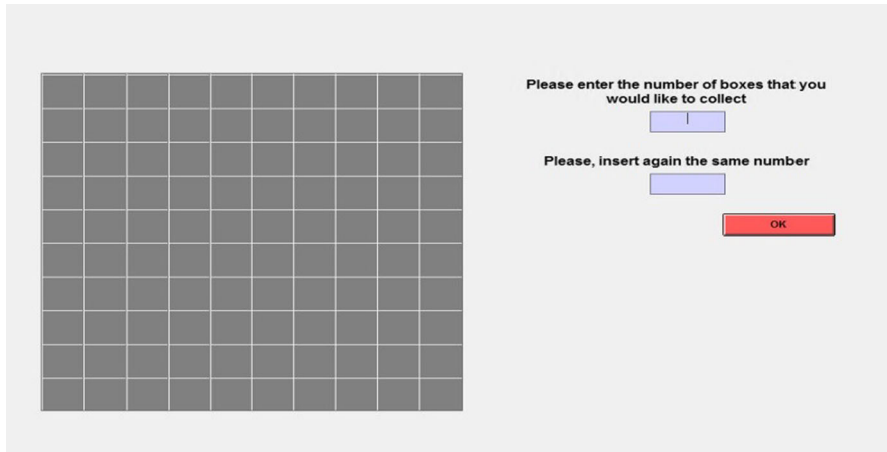 Please enter the number of boxes that you
would like to collect
Please, insert again the same number
OK